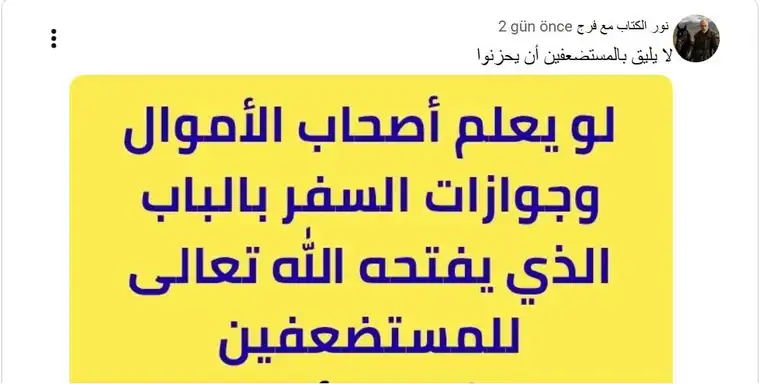 نور الكتاب مع فرج 2 gün önce
لا يليق بالمستضعفين أن يحزنوا
لو يعلم أصحاب الأموال
وجوازات السفر بالباب
الذي يفتحه الله تعالى
للمستضعفين